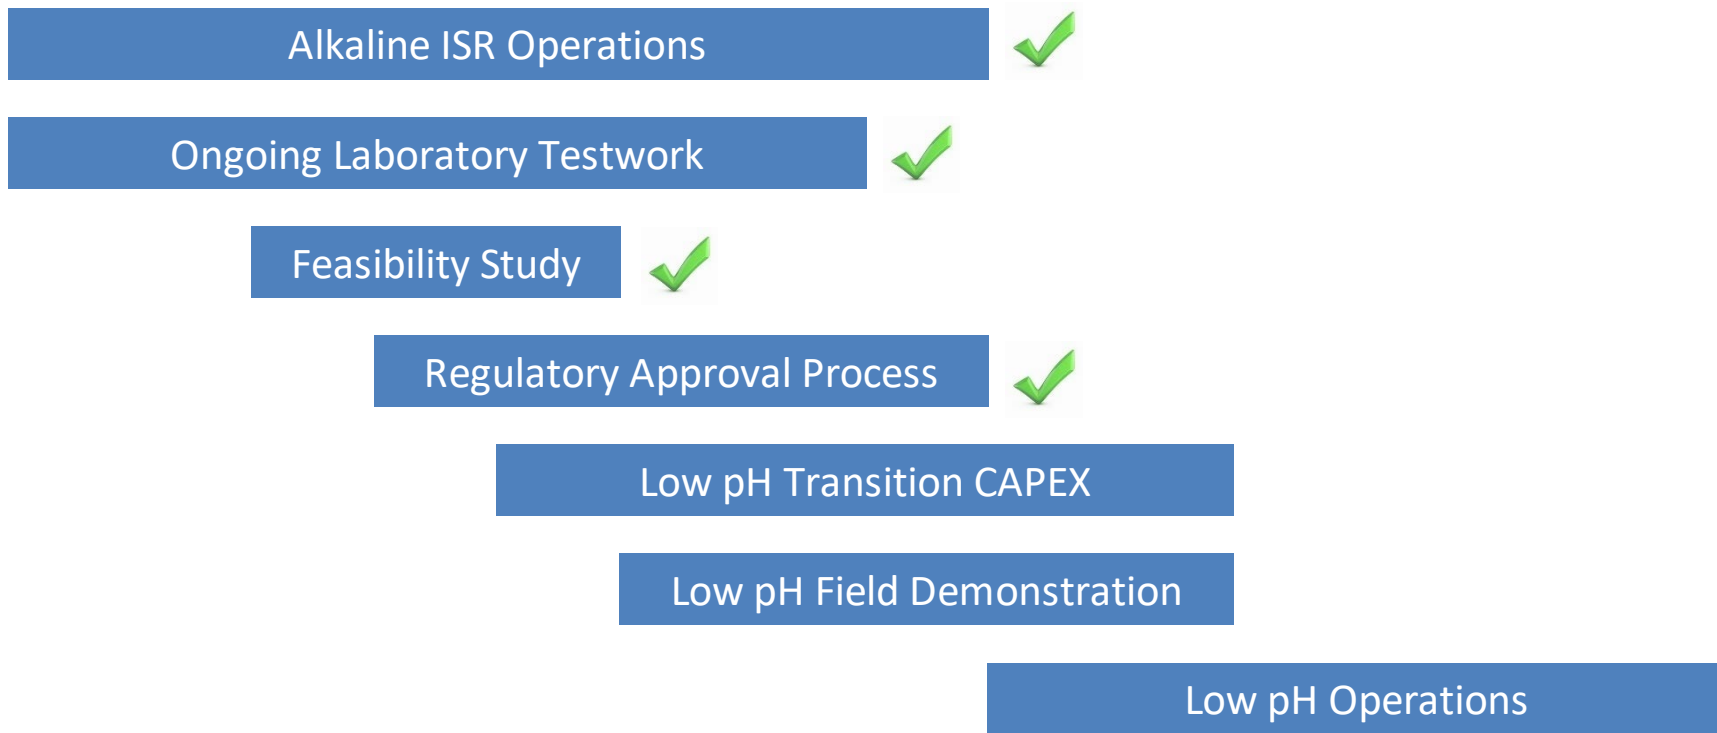 Alkaline ISR Operations
Ongoing Laboratory Testwork
Feasibility Study
Regulatory Approval Process
Low pH Transition CAPEX
Low pH Field Demonstration
Low pH Operations